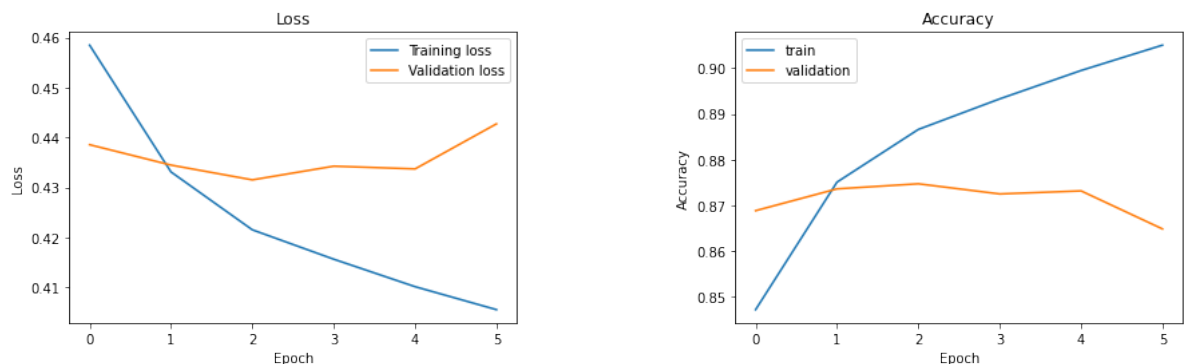 Loss
0.46
0.45
0.44
0.43
0.42
0.41
Loss
Training loss
Validation loss
0 1 2 3 4 5
Epoch
Accuracy
0.90
0.89
0.88
0.87
0.86
0.85
Accuracy
train
validation
0 1 2 3 4 5
Epoch